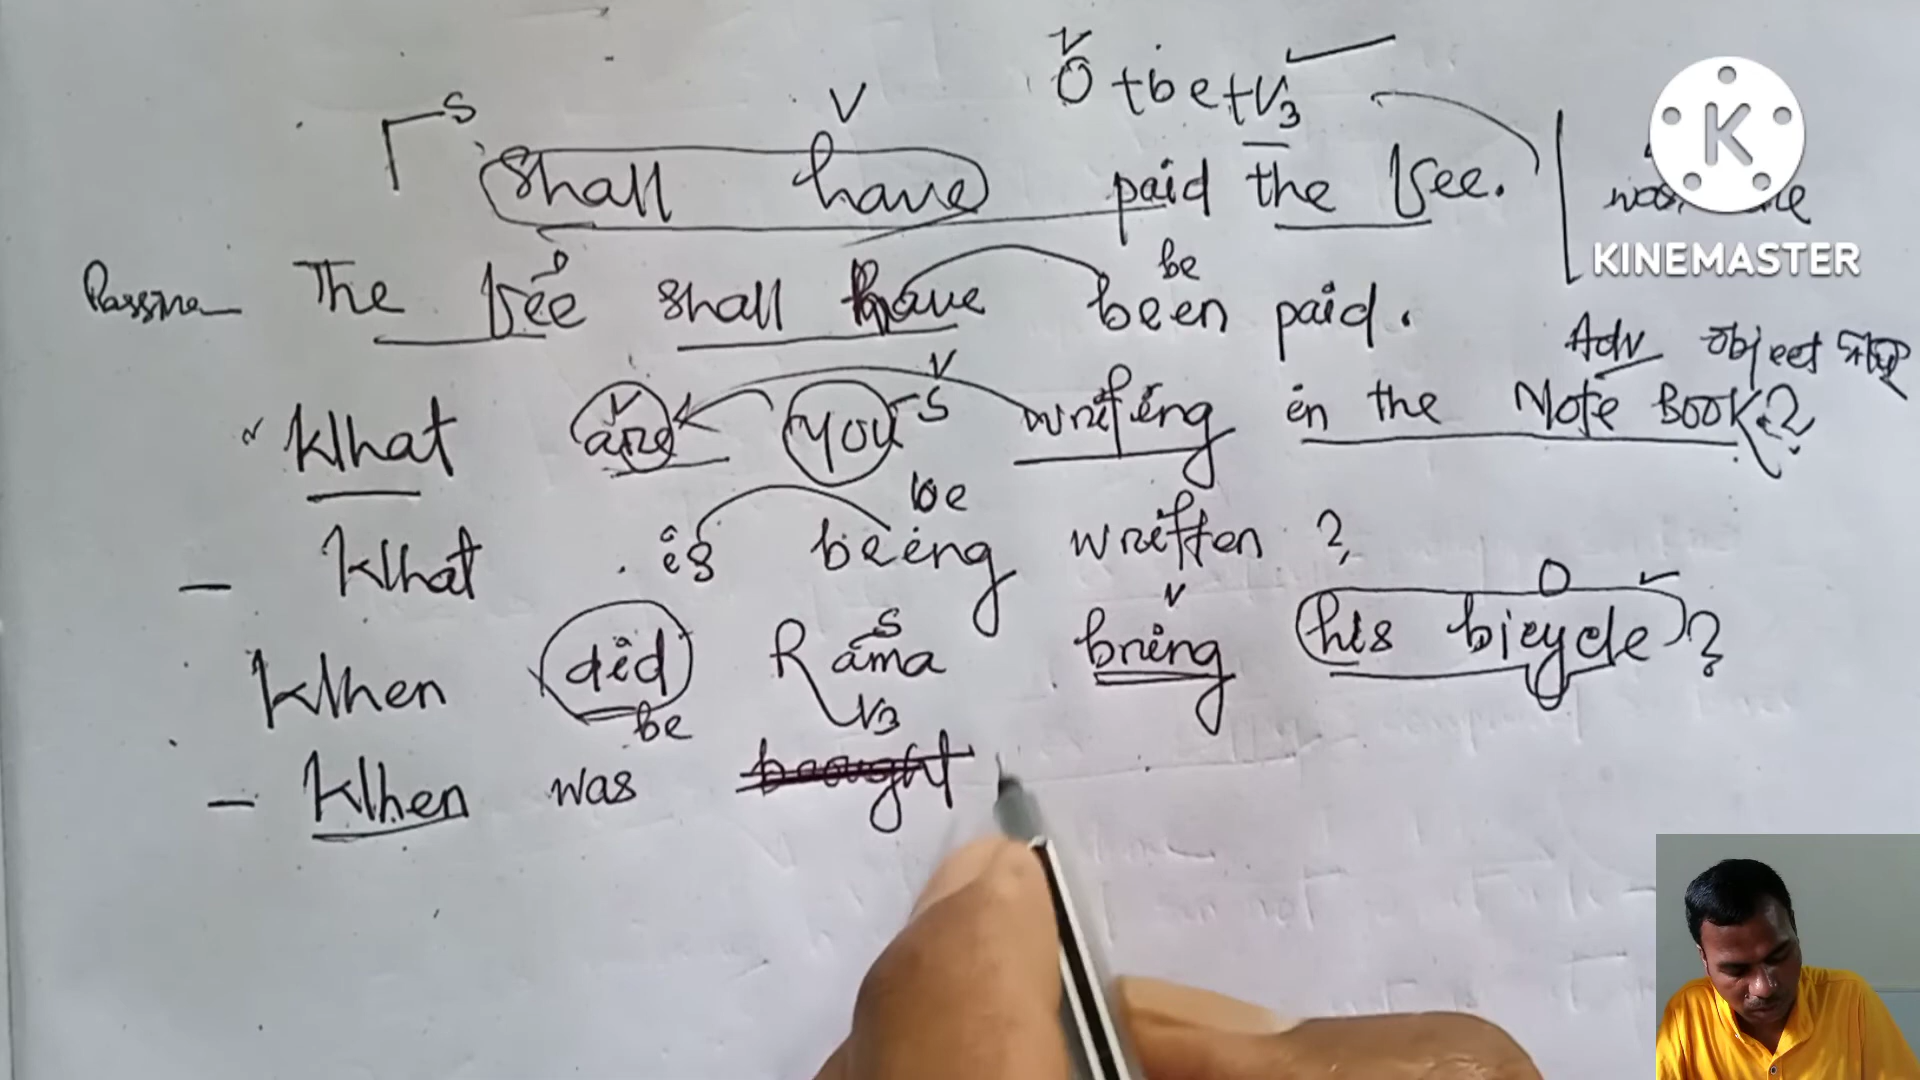 O + be + V3
I S shall have V paid the fee.
Passive The fee shall have been paid. be
Adv object
What are you S writing in the Note Book?
be
What is being written?
When did Rama S bring V his bicycle O ?
be V3
- When was brought
KINEMASTER